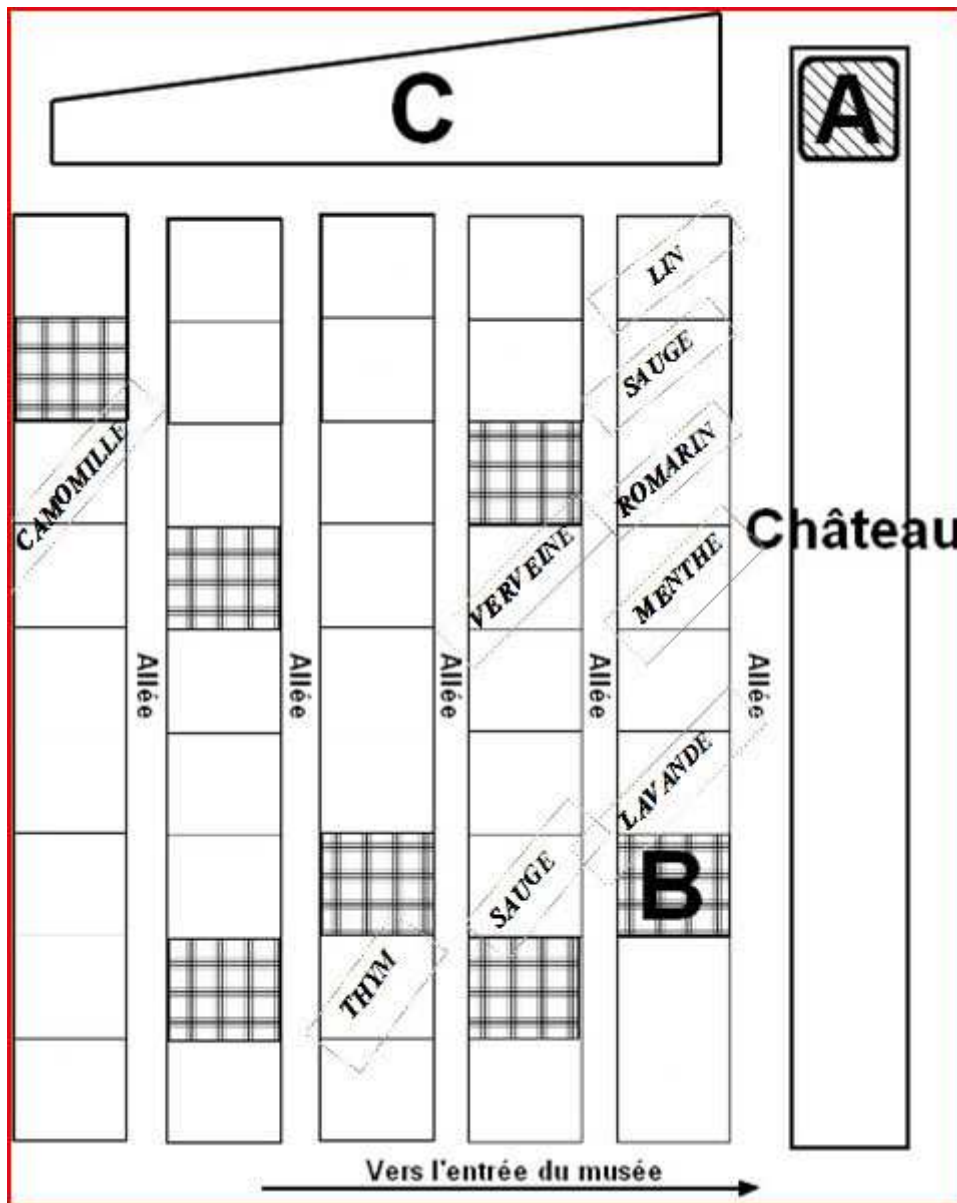 C
A
LIN
SAUGE
ROMARIN
CAMOMILLE
Château
VERVEINE
MENTHE
Allée
Allée
Allée
Allée
Allée
LAVANDE
SAUGE
B
THYM
Vers l'entrée du musée